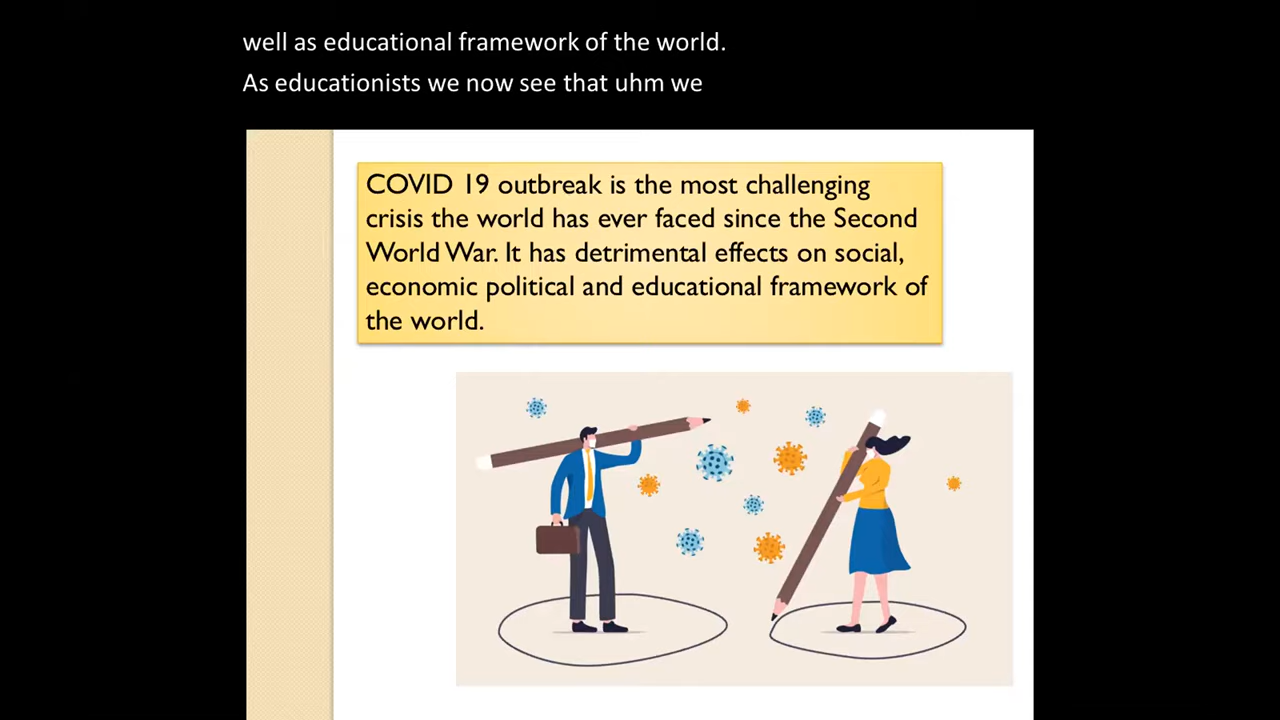 well as educational framework of the world.
As educationists we now see that uhm we
COVID 19 outbreak is the most challenging
crisis the world has ever faced since the Second
World War. It has detrimental effects on social,
economic political and educational framework of
the world.